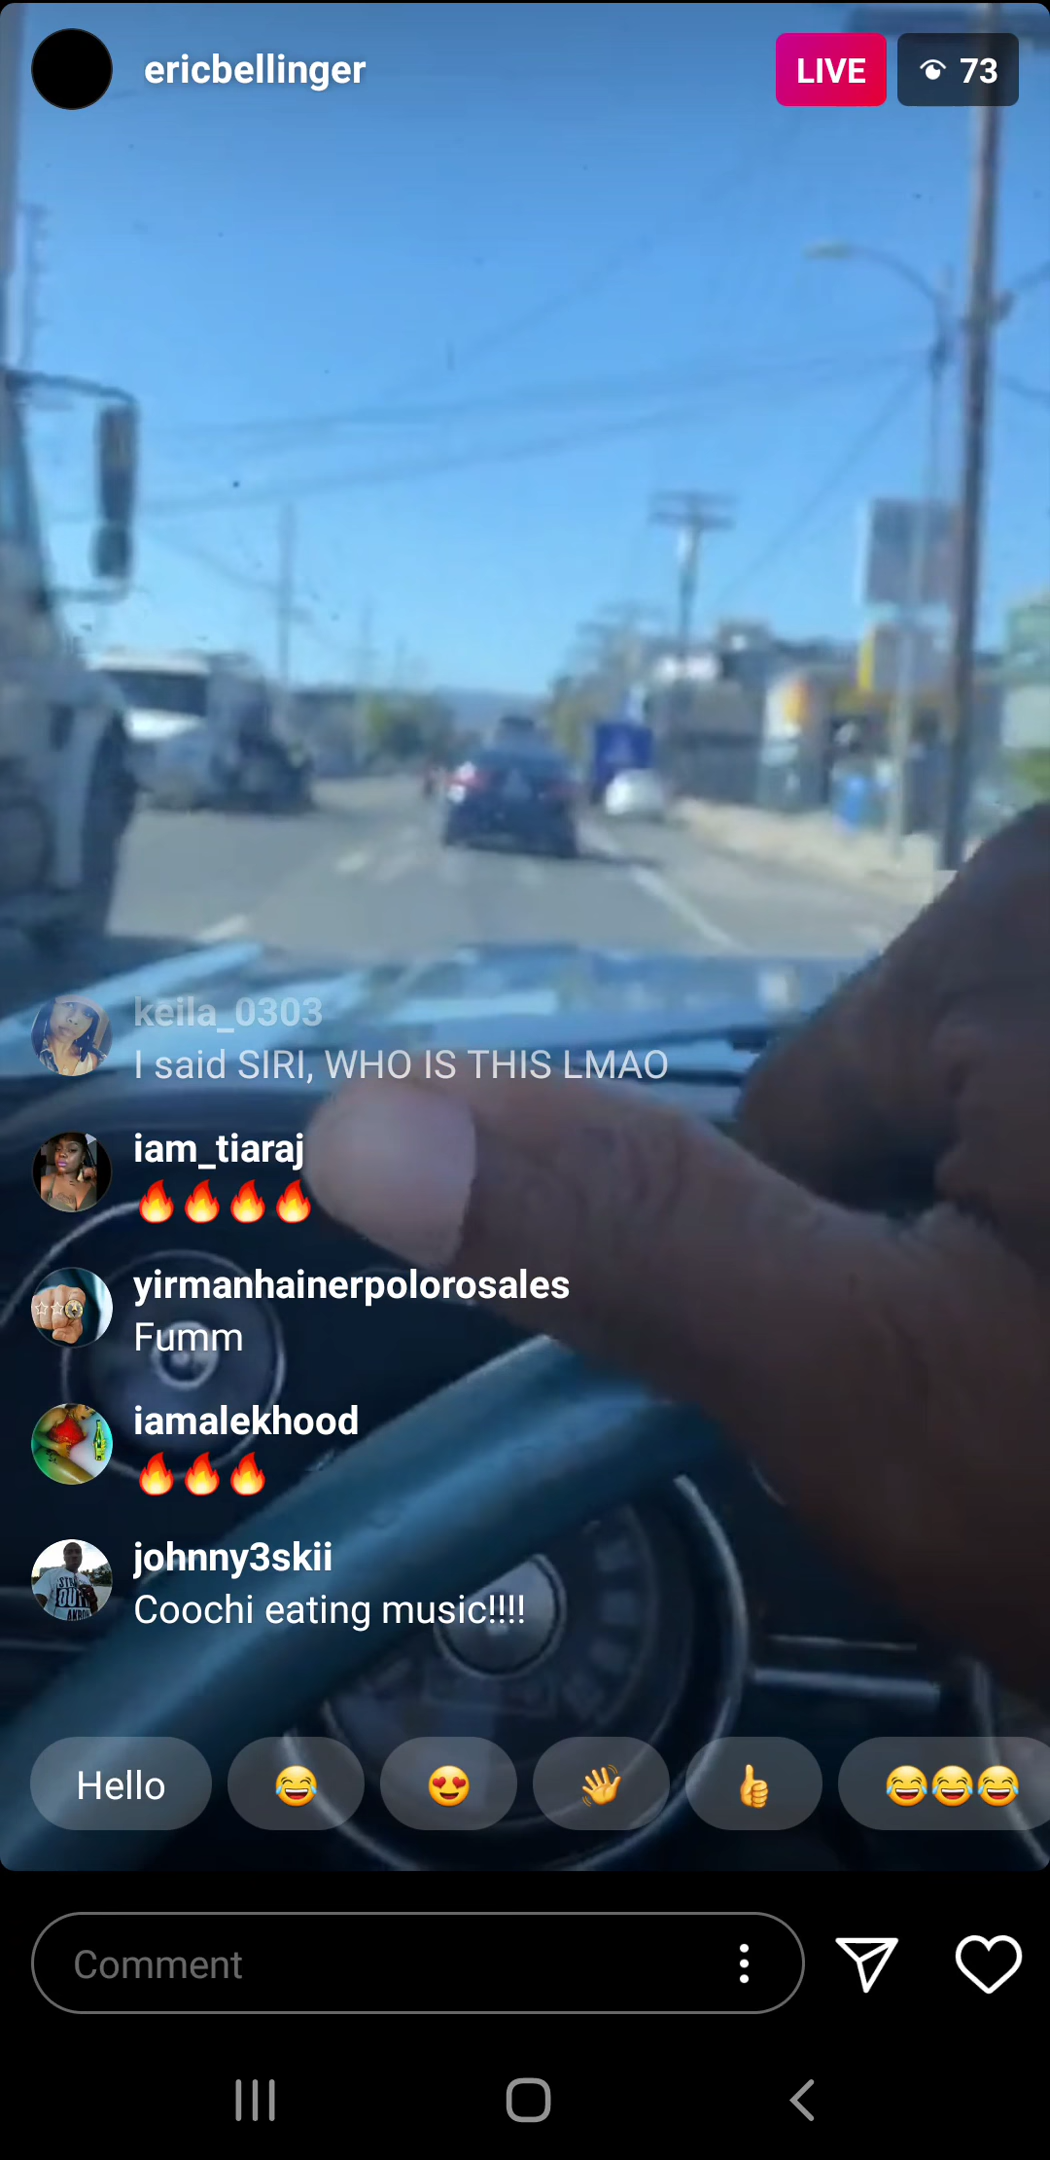 ericbellinger
LIVE
73
keila_0303
I said SIRI, WHO IS THIS LMAO
iam_tiaraj
🔥🔥🔥🔥
yirmanhainerpolorosales
Fumm
iamalekhood
🔥🔥🔥
johnny3skii
Coochi eating music!!!!
Hello 😂 😍 👋 👍 😂😂😂
Comment